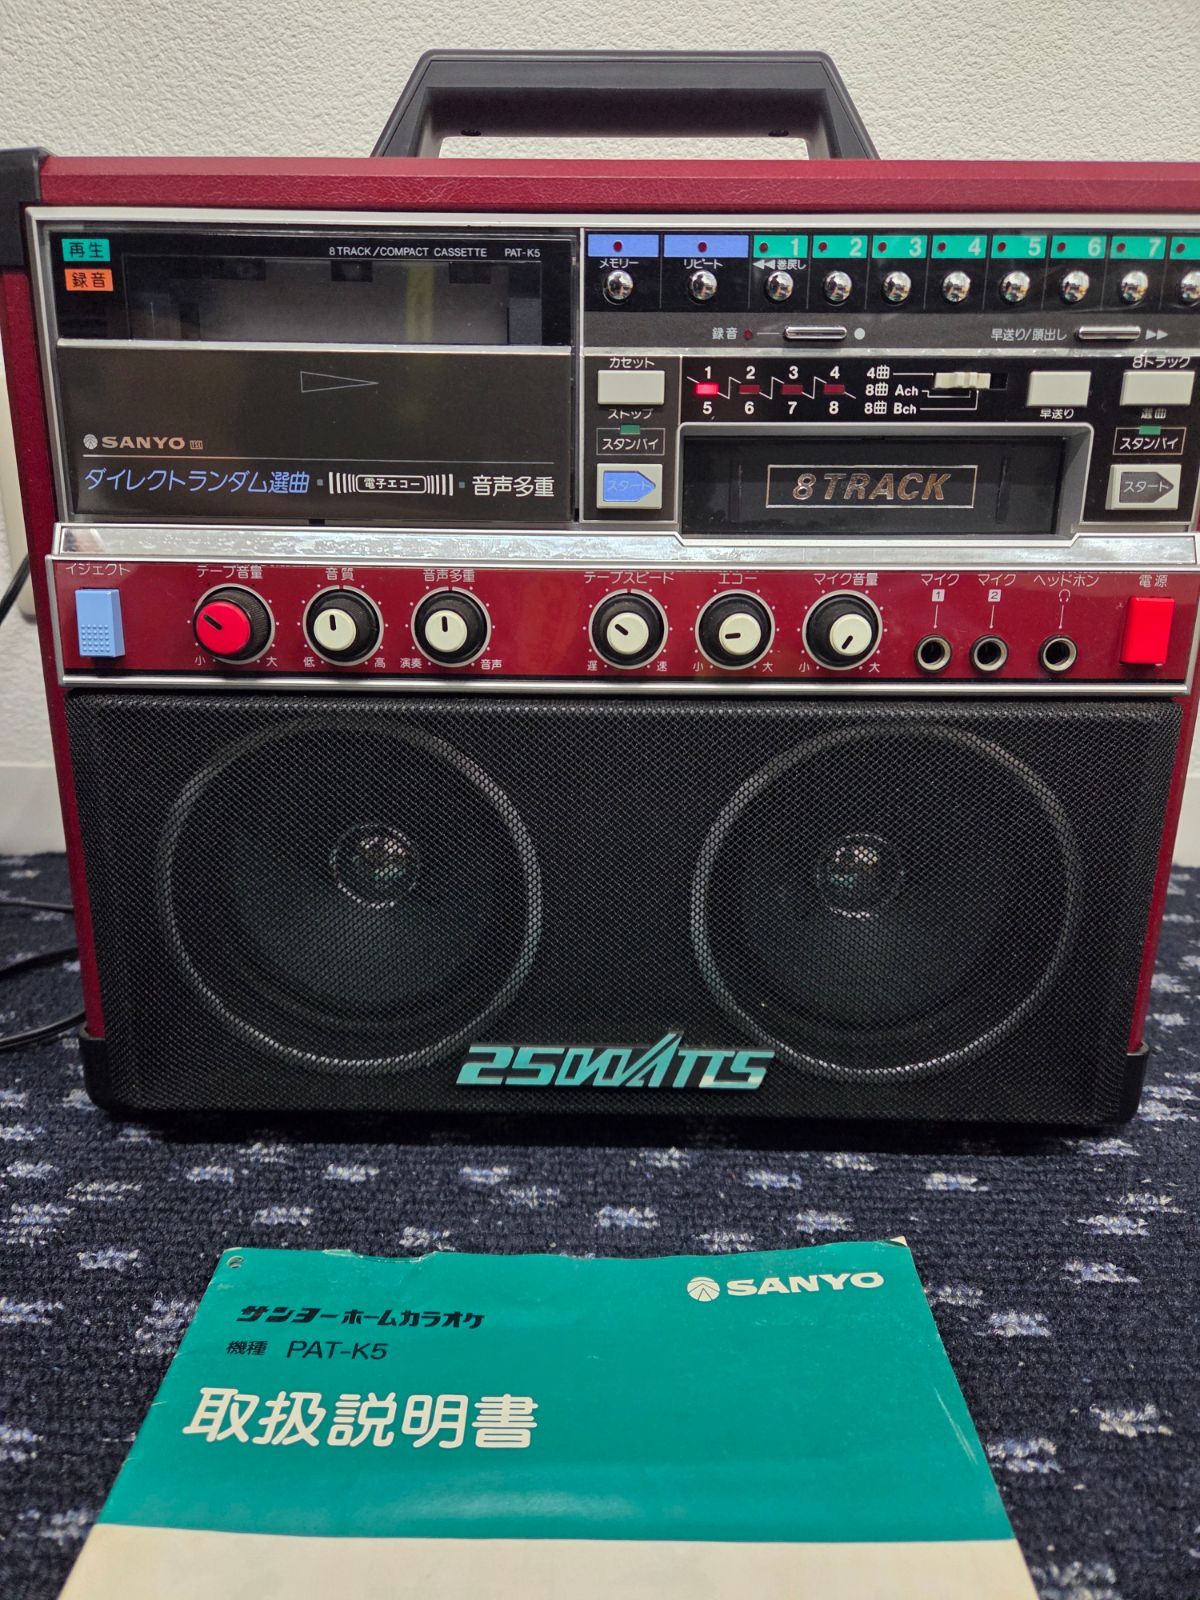 再生
録音
8 TRACK/COMPACT CASSETTE PAT-K5
SANYO
ダイレクトランダム選曲・電子エコー・音声多重
メモリー リピート 1 2 3 4 5 6 7
◀◀巻戻し
録音 ● 早送り/頭出し ▶▶
カセット
ストップ
スタンバイ
スタート
1 2 3 4
5 6 7 8
4曲
8曲 Ach
8曲 Bch
早送り
8トラック
選曲
スタンバイ
スタート
8 TRACK
イジェクト テープ音量 音質 音声多重 テープスピード エコー マイク音量 マイク マイク ヘッドホン 電源
1 2
小 大 低 高 演奏 音声 遅 速 小 大 小 大
25WATTS
SANYO
サンヨーホームカラオケ
機種 PAT-K5
取扱説明書